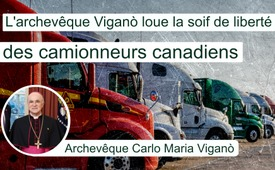 L'archevêque Viganò loue la soif de liberté
des camionneurs canadiens
Archevêque Carlo Maria Viganò